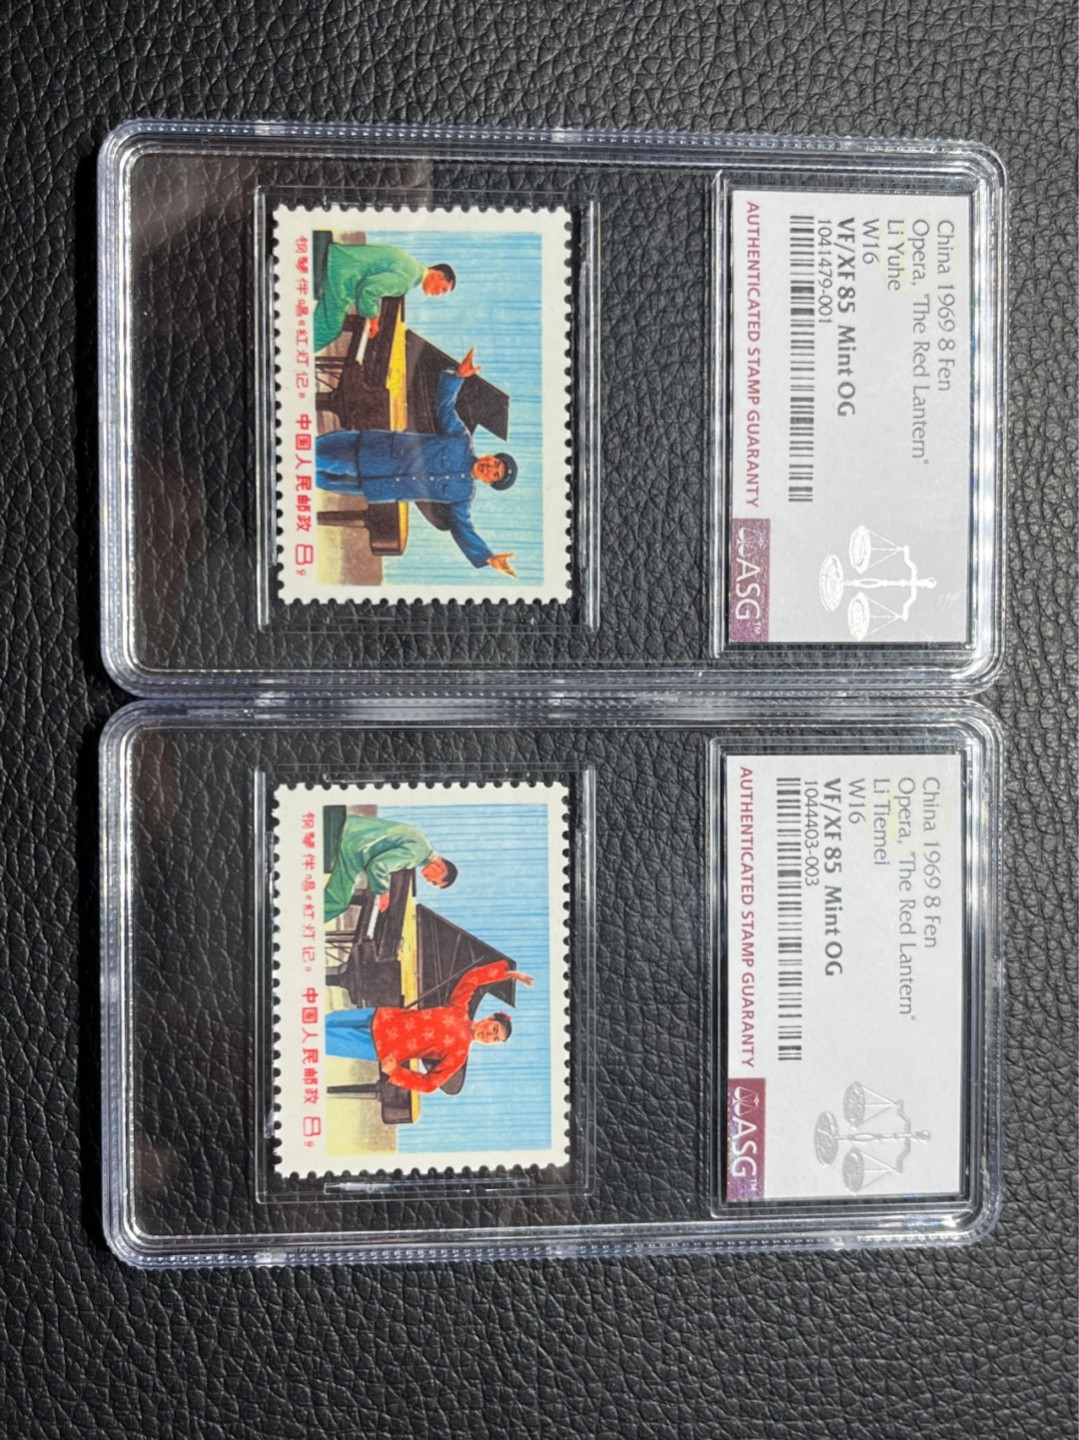 China 1969 8 Fen
Opera, "The Red Lantern"
Li Yuhe
W16
VF/XF 85 Mint OG
1041479-001
AUTHENTICATED STAMP GUARANTY
ASG™
钢琴伴唱《红灯记》 中国人民邮政 8分
China 1969 8 Fen
Opera, "The Red Lantern"
Li Tiemei
W16
VF/XF 85 Mint OG
1044403-003
AUTHENTICATED STAMP GUARANTY
ASG™
钢琴伴唱《红灯记》 中国人民邮政 8分